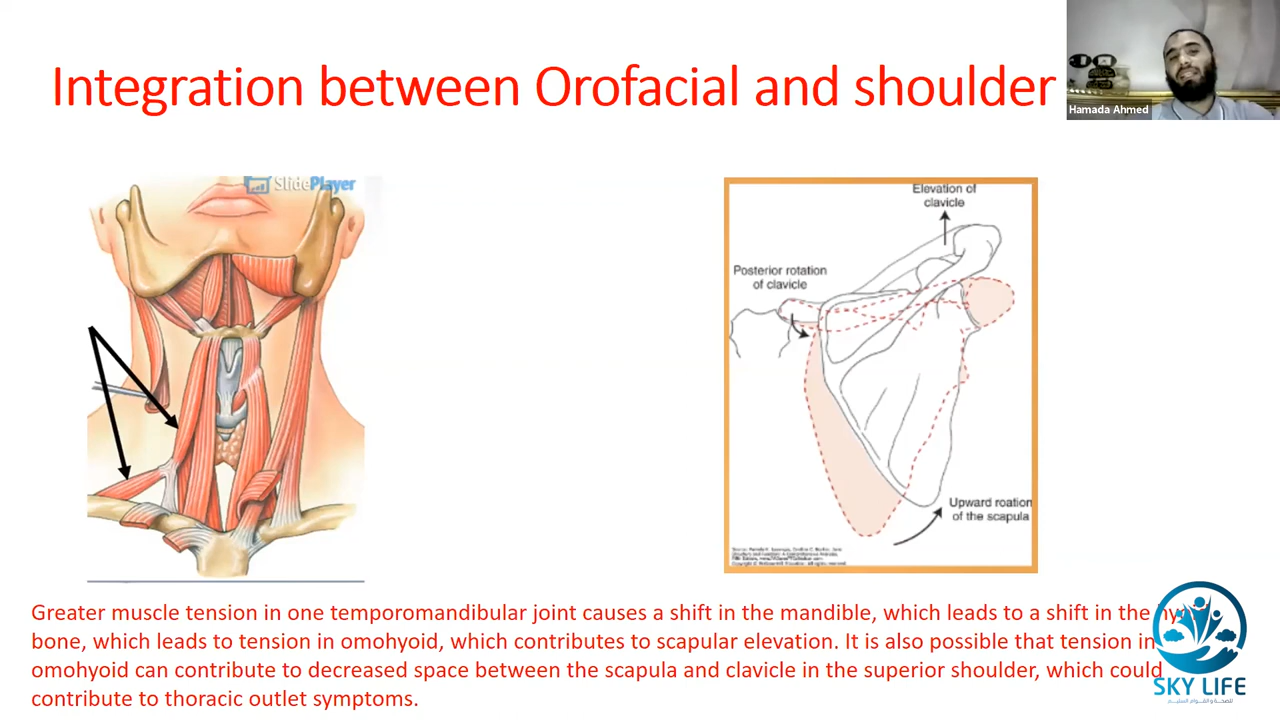 Integration between Orofacial and shoulder
Hamada Ahmed
SlidePlayer
Elevation of
clavicle
Posterior rotation
of clavicle
Upward roation
of the scapula
Greater muscle tension in one temporomandibular joint causes a shift in the mandible, which leads to a shift in the
bone, which leads to tension in omohyoid, which contributes to scapular elevation. It is also possible that tension in
omohyoid can contribute to decreased space between the scapula and clavicle in the superior shoulder, which could
contribute to thoracic outlet symptoms.
SKY LIFE